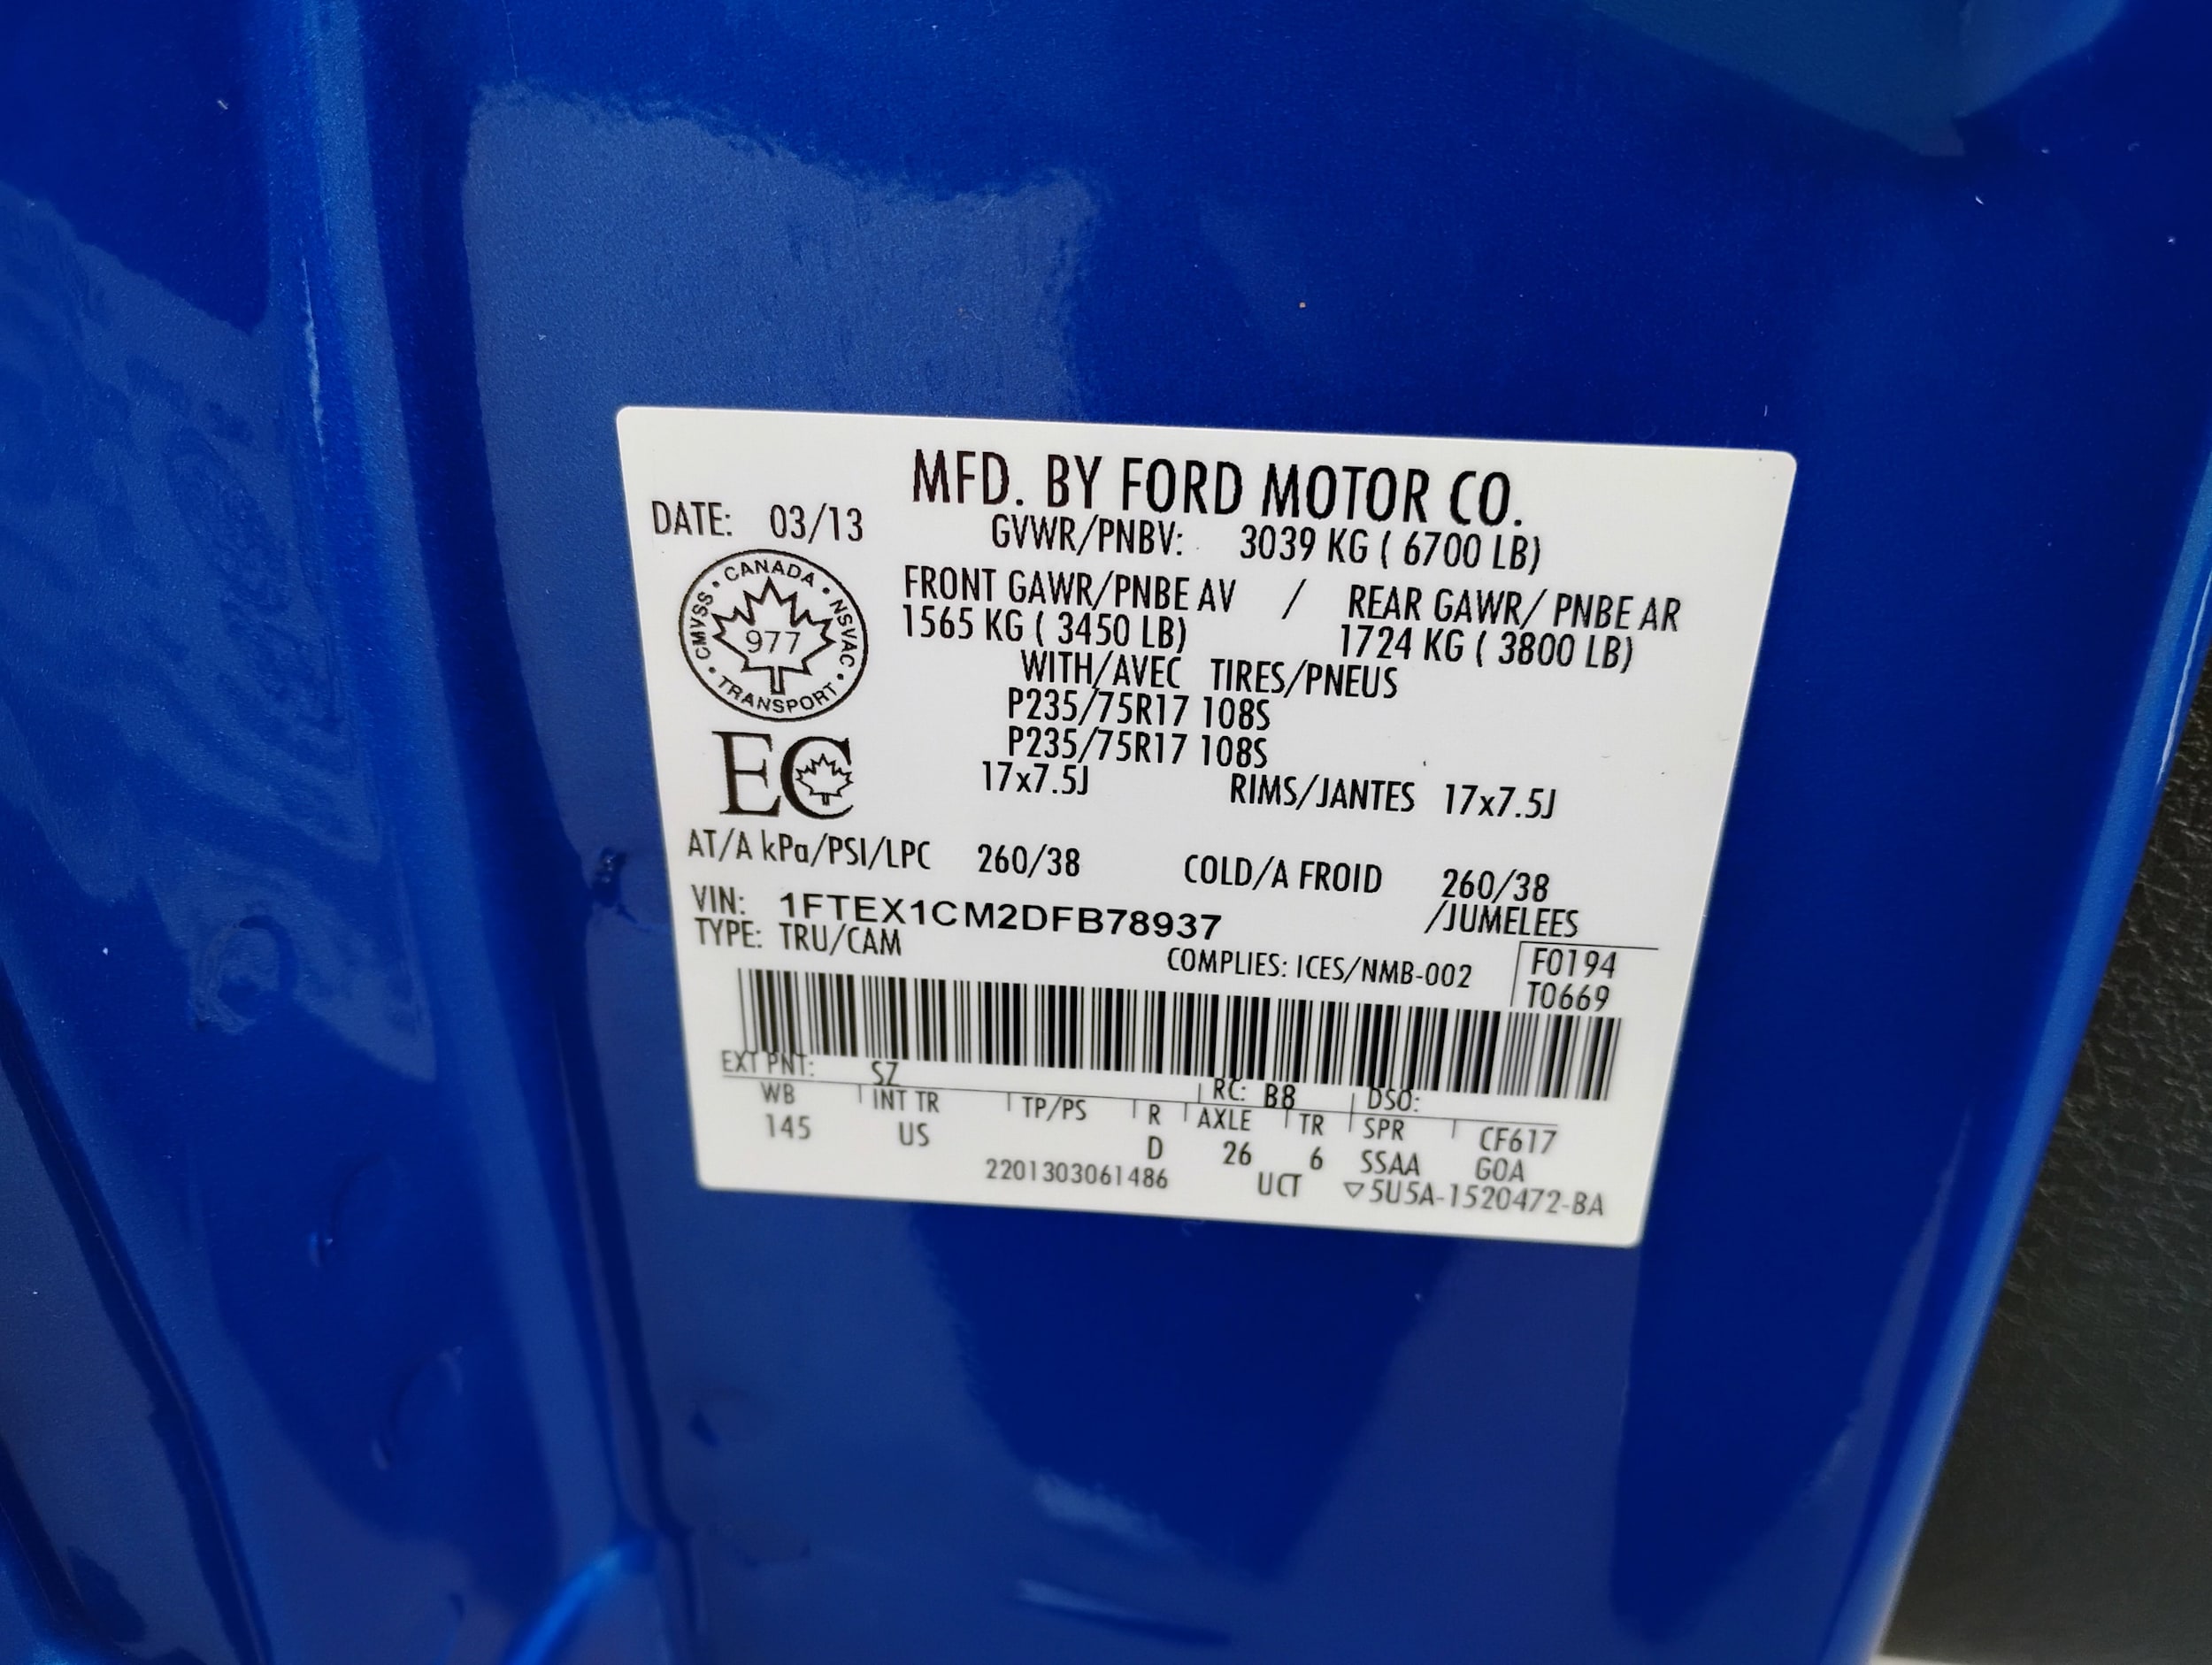 MFD. BY FORD MOTOR CO.
DATE: 03/13 GVWR/PNBV: 3039 KG ( 6700 LB)
CANADA • NSVAC • TRANSPORT • CMVSS •
977
FRONT GAWR/PNBE AV / REAR GAWR/ PNBE AR
1565 KG ( 3450 LB) 1724 KG ( 3800 LB)
WITH/AVEC TIRES/PNEUS
P235/75R17 108S
P235/75R17 108S
EC
17x7.5J RIMS/JANTES 17x7.5J
AT/A kPa/PSI/LPC 260/38 COLD/A FROID 260/38
VIN: 1FTEX1CM2DFB78937 /JUMELEES
TYPE: TRU/CAM COMPLIES: ICES/NMB-002 F0194
T0669
EXT PNT: SZ RC: B8 DSO:
WB INT TR TP/PS R AXLE TR SPR CF617
145 US D 26 6 SSAA GOA
2201303061486 UCT ▽5U5A-1520472-BA